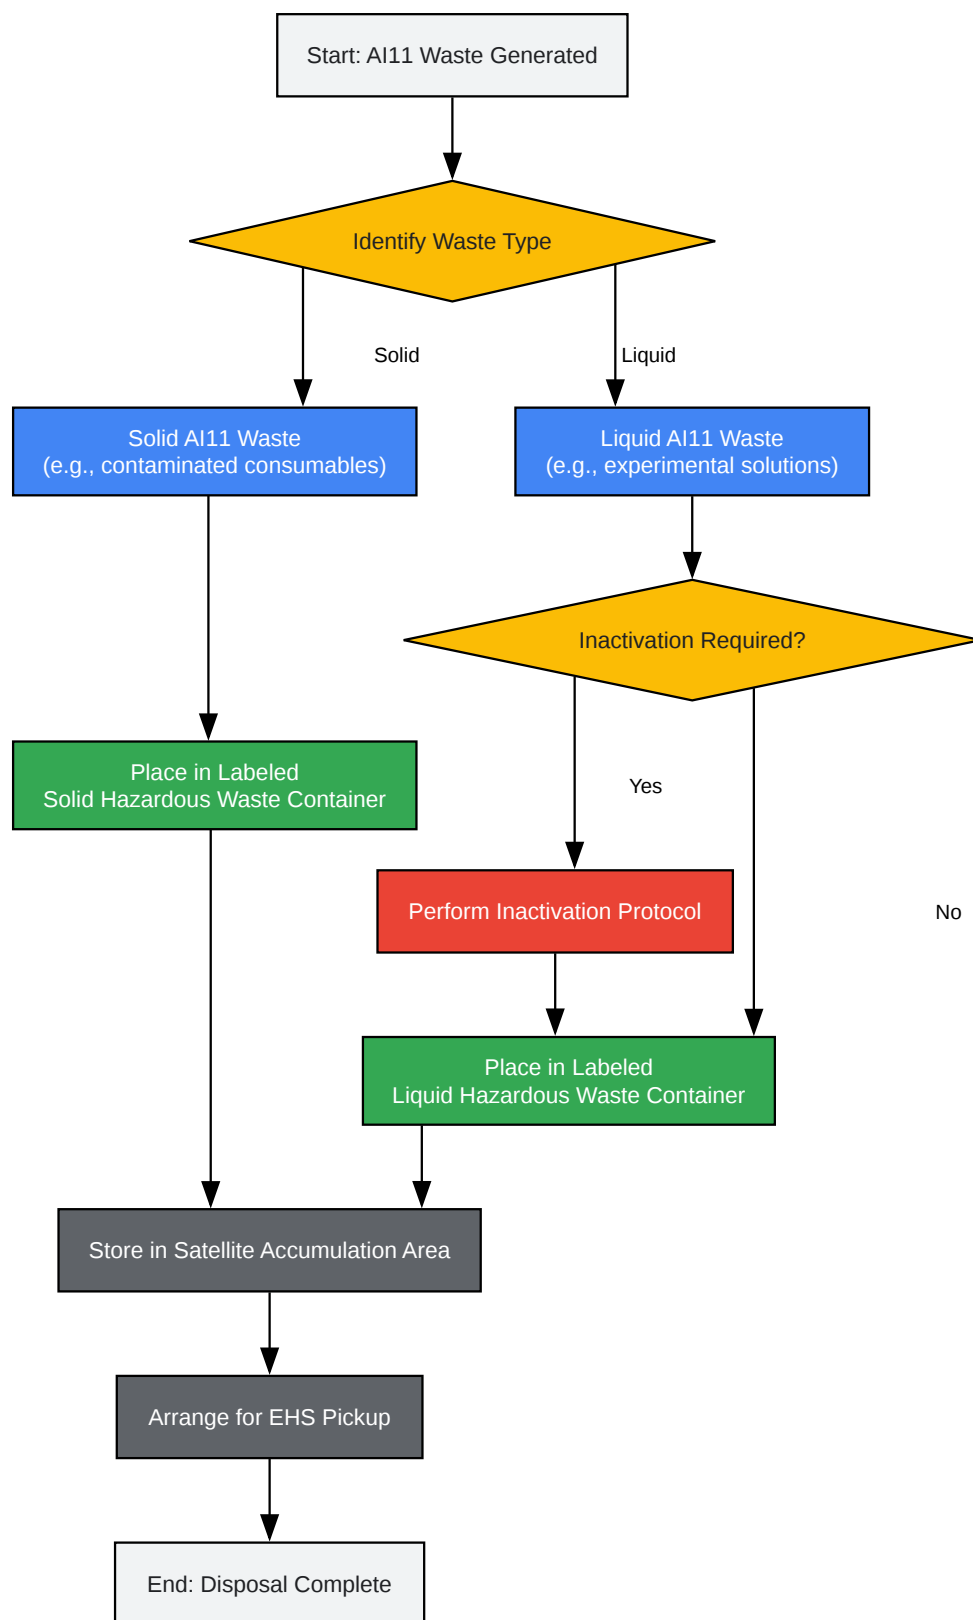 Start: AI11 Waste Generated
Identify Waste Type
Solid
Liquid
Solid AI11 Waste
(e.g., contaminated consumables)
Liquid AI11 Waste
(e.g., experimental solutions)
Inactivation Required?
Place in Labeled
Solid Hazardous Waste Container
Yes
Perform Inactivation Protocol
No
Place in Labeled
Liquid Hazardous Waste Container
Store in Satellite Accumulation Area
Arrange for EHS Pickup
End: Disposal Complete